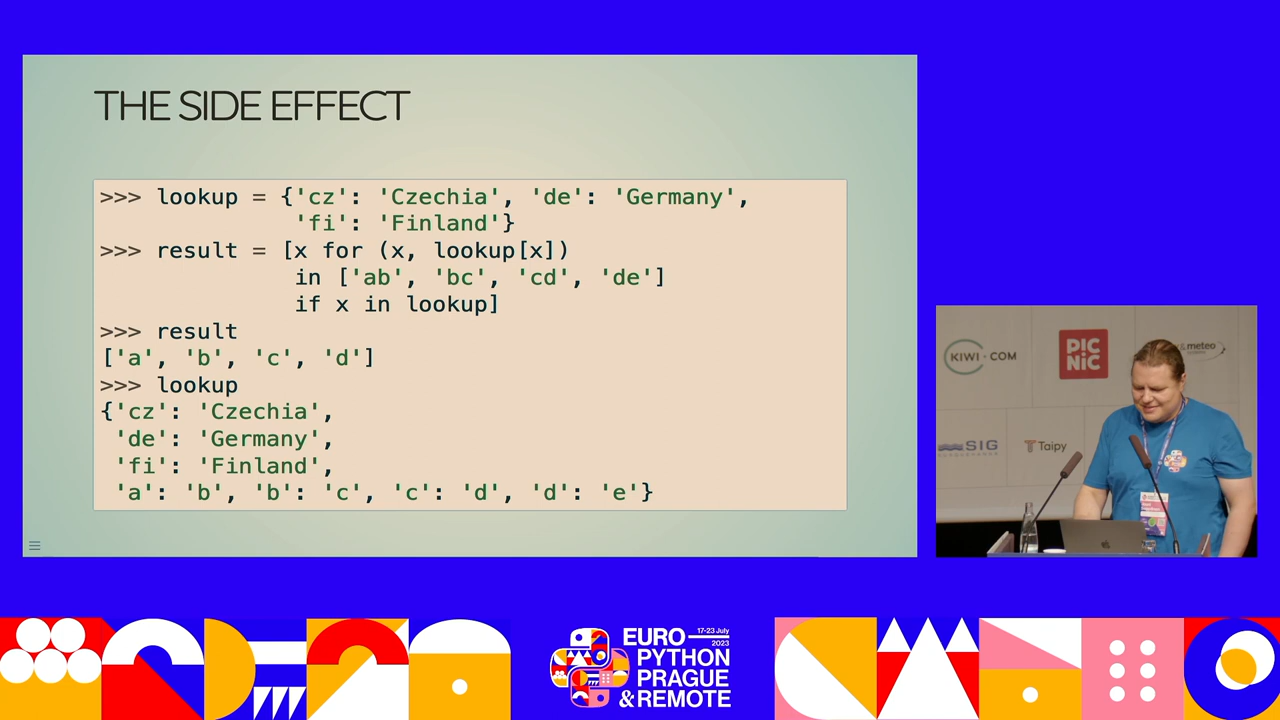 THE SIDE EFFECT
>>> lookup = {'cz': 'Czechia', 'de': 'Germany',
'fi': 'Finland'}
>>> result = [x for (x, lookup[x])
in ['ab', 'bc', 'cd', 'de']
if x in lookup]
>>> result
['a', 'b', 'c', 'd']
>>> lookup
{'cz': 'Czechia',
'de': 'Germany',
'fi': 'Finland',
'a': 'b', 'b': 'c', 'c': 'd', 'd': 'e'}
KIWI·COM
PIC
NiC
meteo
SIG
Taipy
17-23 July
2023
EURO
PYTHON
PRAGUE
& REMOTE